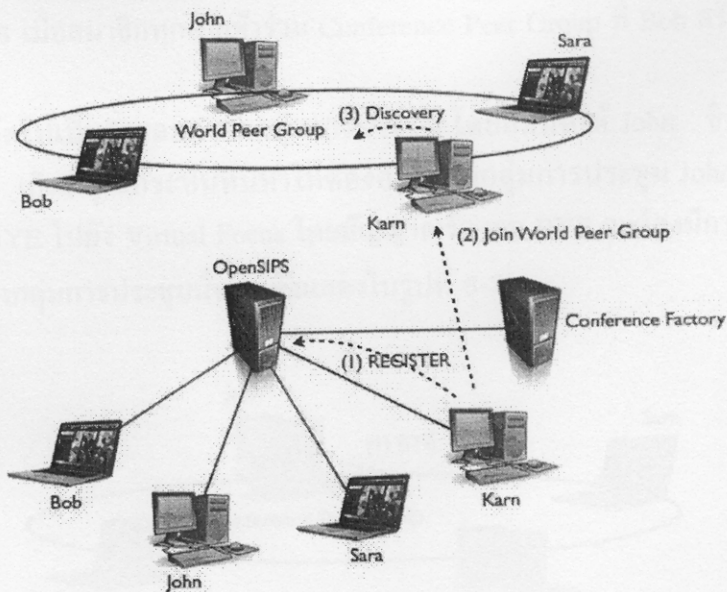 John
Sara
(3) Discovery
World Peer Group
Bob
Karn
(2) Join World Peer Group
OpenSIPS
Conference Factory
(1) REGISTER
Bob
Karn
Sara
John